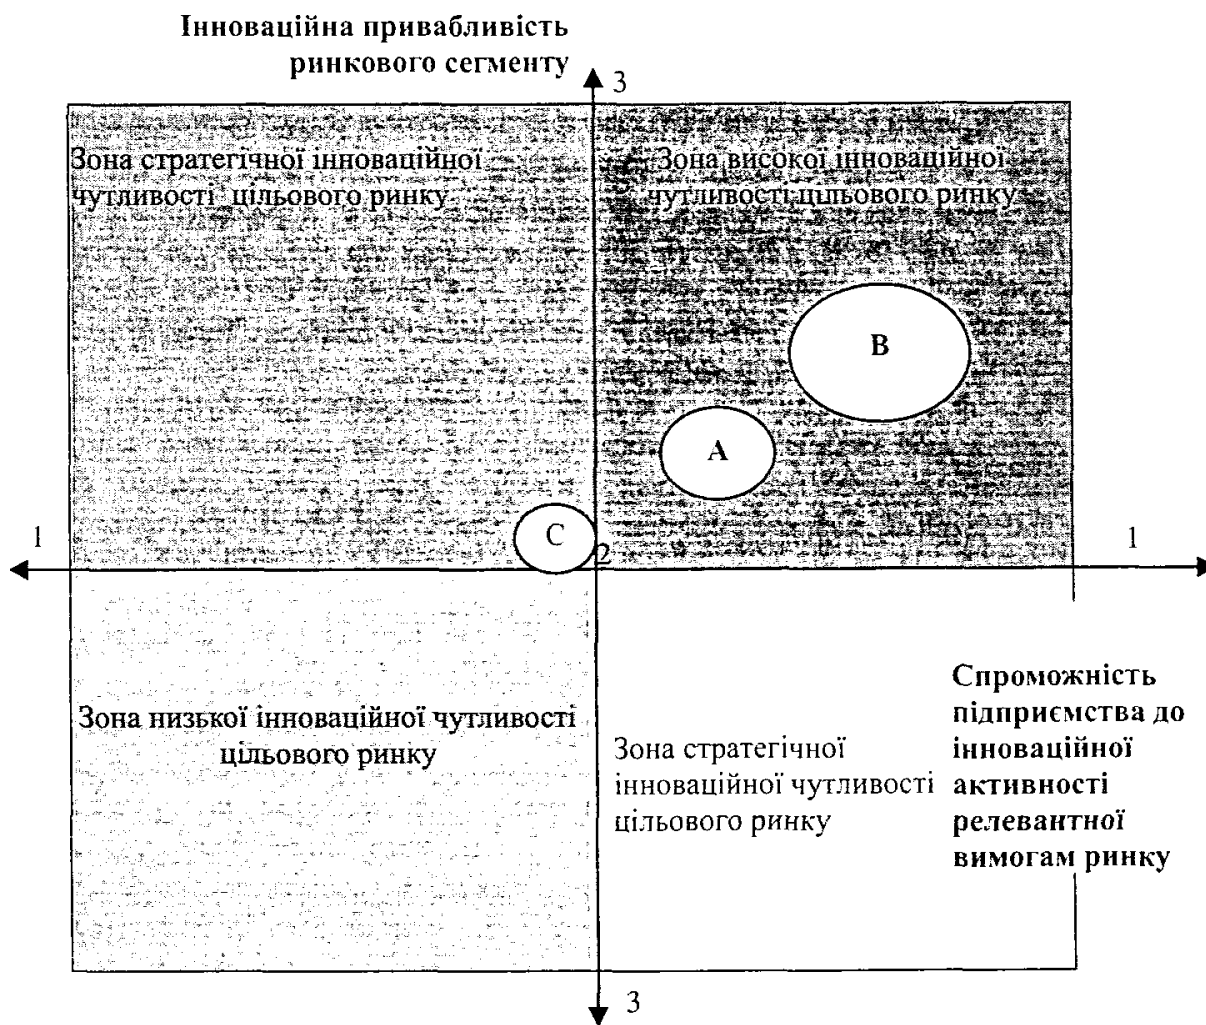 Інноваційна привабливість
ринкового сегменту
3
Зона стратегічної інноваційної
чутливості цільового ринку
Зона високої інноваційної
чутливості цільового ринку
B
A
C
2
1
1
Зона низької інноваційної чутливості
цільового ринку
Зона стратегічної
інноваційної чутливості
цільового ринку
Спроможність
підприємства до
інноваційної
активності
релевантної
вимогам ринку
3